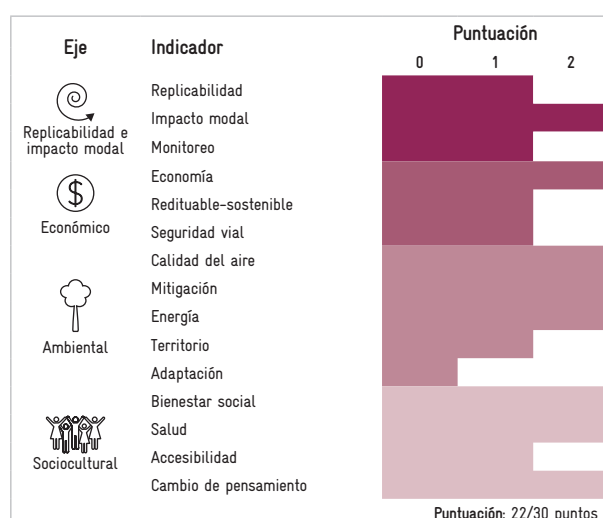 Eje
Indicador
Puntuación
0 1 2
Replicabilidad e
impacto modal
Replicabilidad
Impacto modal
Monitoreo
$
Económico
Economía
Redituable-sostenible
Seguridad vial
Ambiental
Calidad del aire
Mitigación
Energía
Territorio
Adaptación
Sociocultural
Bienestar social
Salud
Accesibilidad
Cambio de pensamiento
Puntuación: 22/30 puntos